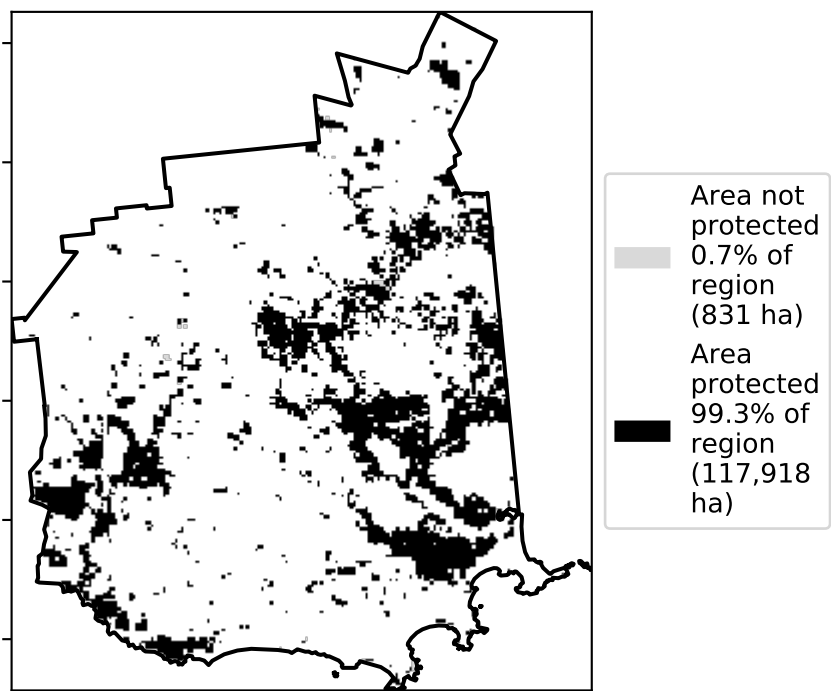 Area not
protected
0.7% of
region
(831 ha)
Area
protected
99.3% of
region
(117,918
ha)